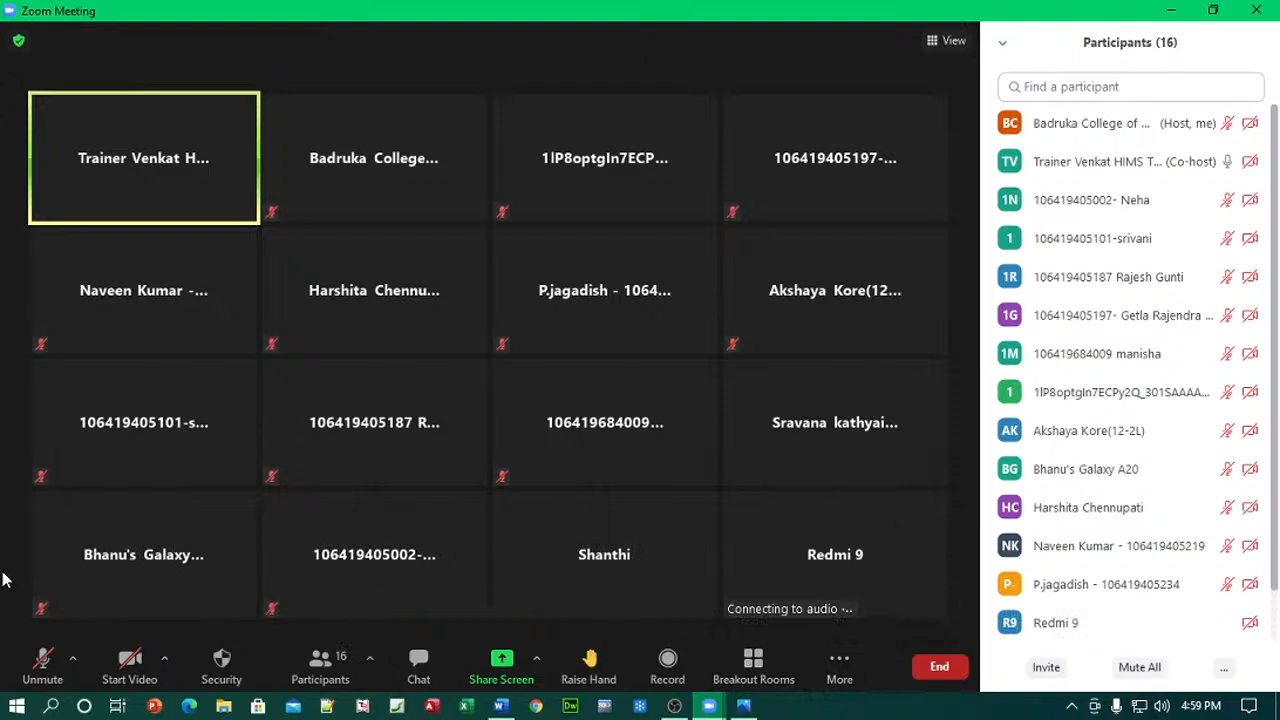 Zoom Meeting
View
Trainer Venkat H...
Badruka College...
1lP8optgIn7ECP...
106419405197-...
Naveen Kumar -...
Harshita Chennu...
P.jagadish - 1064...
Akshaya Kore(12...
106419405101-s...
106419405187 R...
106419684009...
Sravana kathyai...
Bhanu's Galaxy...
106419405002-...
Shanthi
Redmi 9
Connecting to audio ...
Participants (16)
Find a participant
BC Badruka College of ... (Host, me)
TV Trainer Venkat HIMS T... (Co-host)
1N 106419405002- Neha
1 106419405101-srivani
1R 106419405187 Rajesh Gunti
1G 106419405197- Getla Rajendra ...
1M 106419684009 manisha
1 1lP8optgIn7ECPy2Q_301SAAAA...
AK Akshaya Kore(12-2L)
BG Bhanu's Galaxy A20
HC Harshita Chennupati
NK Naveen Kumar - 106419405219
P- P.jagadish - 106419405234
R9 Redmi 9
Invite
Mute All
...
Unmute
Start Video
Security
16
Participants
Chat
Share Screen
Raise Hand
Record
Breakout Rooms
More
End
Dw
4:59 PM